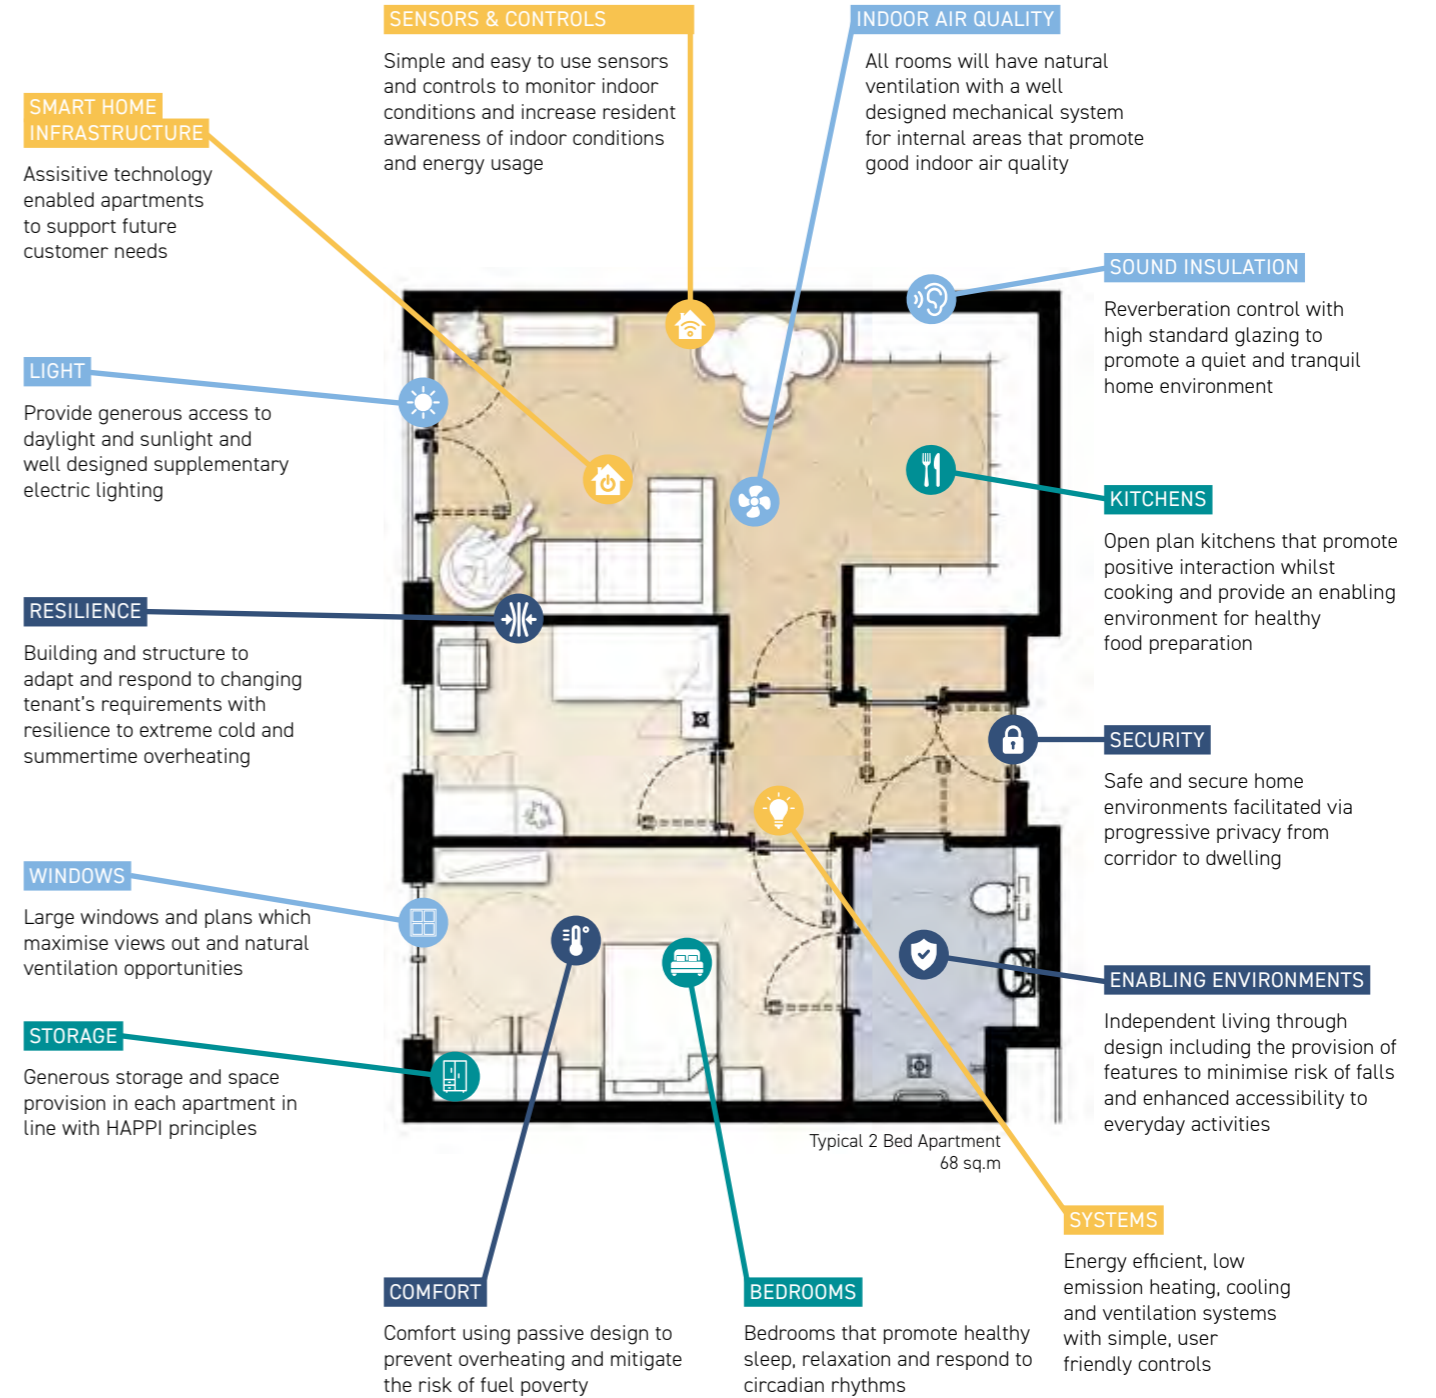 SENSORS & CONTROLS
Simple and easy to use sensors
and controls to monitor indoor
conditions and increase resident
awareness of indoor conditions
and energy usage
INDOOR AIR QUALITY
All rooms will have natural
ventilation with a well
designed mechanical system
for internal areas that promote
good indoor air quality
SMART HOME
INFRASTRUCTURE
Assisitive technology
enabled apartments
to support future
customer needs
SOUND INSULATION
Reverberation control with
high standard glazing to
promote a quiet and tranquil
home environment
LIGHT
Provide generous access to
daylight and sunlight and
well designed supplementary
electric lighting
KITCHENS
Open plan kitchens that promote
positive interaction whilst
cooking and provide an enabling
environment for healthy
food preparation
RESILIENCE
Building and structure to
adapt and respond to changing
tenant's requirements with
resilience to extreme cold and
summertime overheating
SECURITY
Safe and secure home
environments facilitated via
progressive privacy from
corridor to dwelling
WINDOWS
Large windows and plans which
maximise views out and natural
ventilation opportunities
ENABLING ENVIRONMENTS
Independent living through
design including the provision of
features to minimise risk of falls
and enhanced accessibility to
everyday activities
STORAGE
Generous storage and space
provision in each apartment in
line with HAPPI principles
Typical 2 Bed Apartment
68 sq.m
SYSTEMS
Energy efficient, low
emission heating, cooling
and ventilation systems
with simple, user
friendly controls
COMFORT
Comfort using passive design to
prevent overheating and mitigate
the risk of fuel poverty
BEDROOMS
Bedrooms that promote healthy
sleep, relaxation and respond to
circadian rhythms